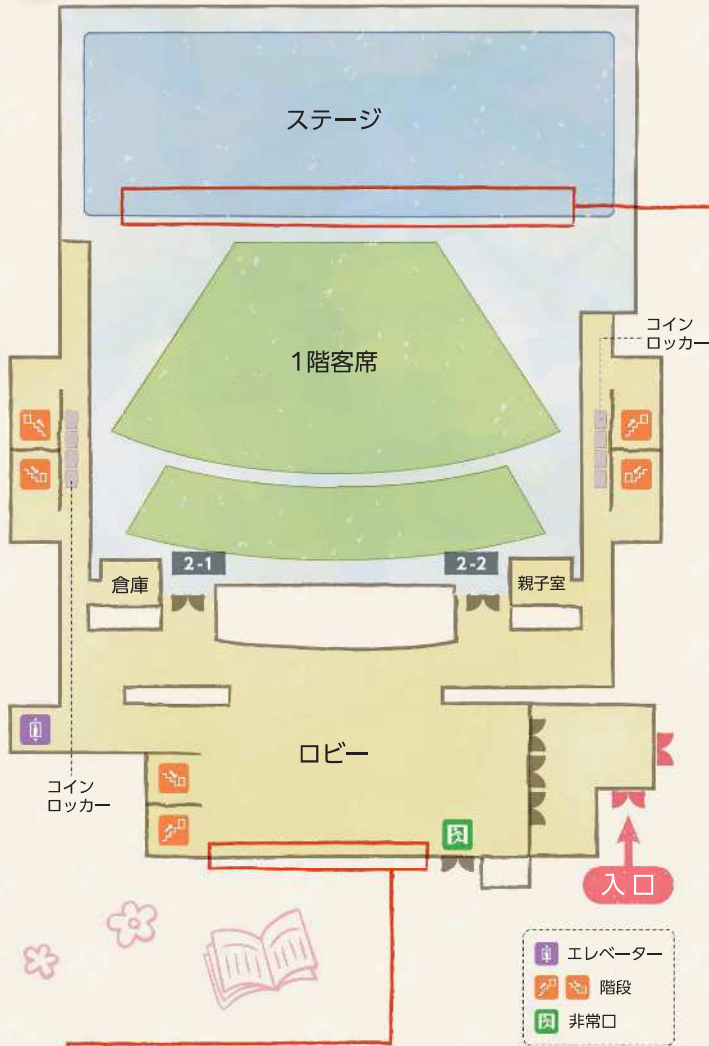 ステージ
1階客席
コイン
ロッカー
2-1
2-2
倉庫
親子室
ロビー
コイン
ロッカー
入口
エレベーター
階段
非常口